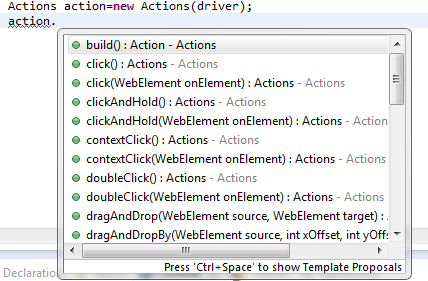 Actions action=new Actions(driver);
action.
build() : Action - Actions
click() : Actions - Actions
click(WebElement onElement) : Actions - Actions
clickAndHold() : Actions - Actions
clickAndHold(WebElement onElement) : Actions - Actions
contextClick() : Actions - Actions
contextClick(WebElement onElement) : Actions - Actions
doubleClick() : Actions - Actions
doubleClick(WebElement onElement) : Actions - Actions
dragAndDrop(WebElement source, WebElement target) : A
dragAndDropBy(WebElement source, int xOffset, int yOffs
Press 'Ctrl+Space' to show Template Proposals
Declaration